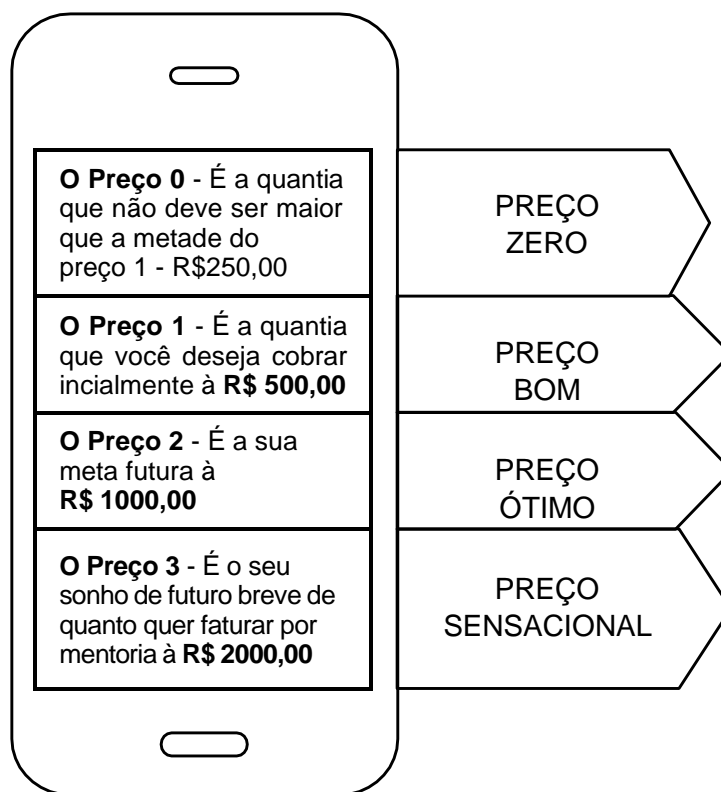 O Preço 0 - É a quantia
que não deve ser maior
que a metade do
preço 1 - R$250,00
PREÇO
ZERO
O Preço 1 - É a quantia
que você deseja cobrar
incialmente à R$ 500,00
PREÇO
BOM
O Preço 2 - É a sua
meta futura à
R$ 1000,00
PREÇO
ÓTIMO
O Preço 3 - É o seu
sonho de futuro breve de
quanto quer faturar por
mentoria à R$ 2000,00
PREÇO
SENSACIONAL